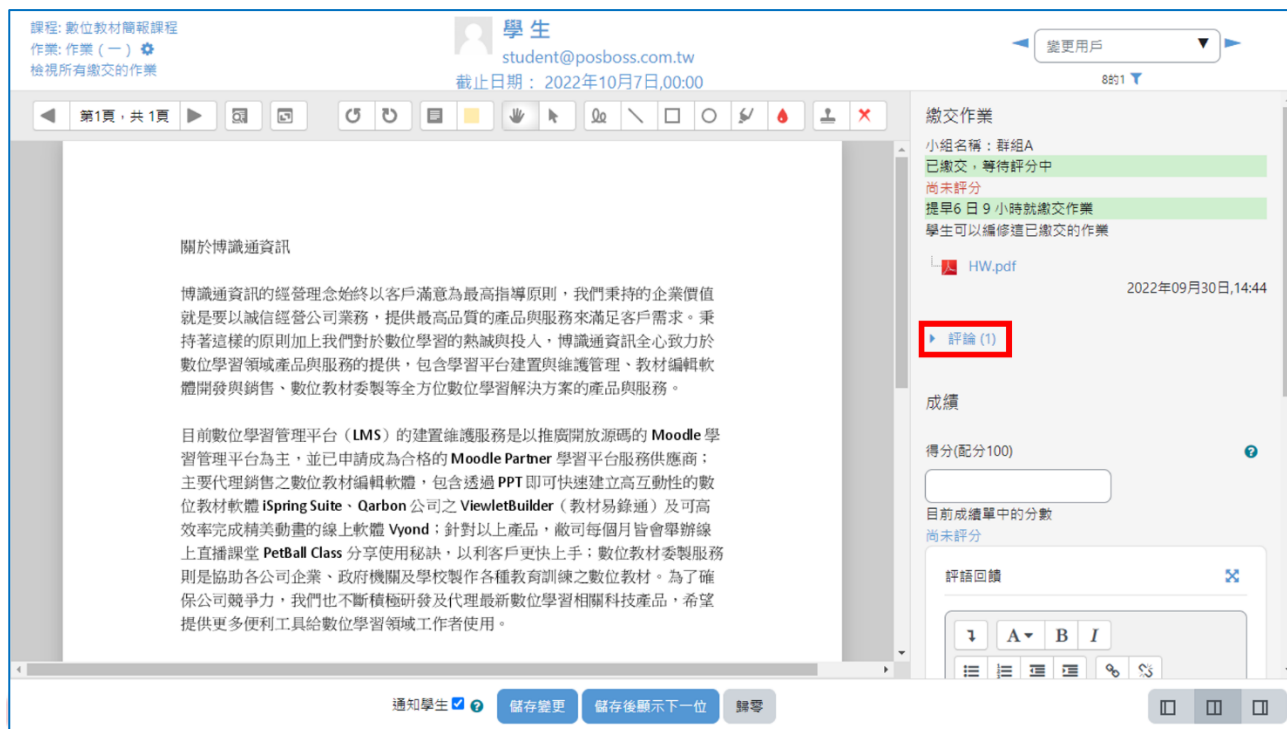 課程: 數位教材簡報課程
作業: 作業 ( 一 )
檢視所有繳交的作業
學 生
student@posboss.com.tw
截止日期： 2022年10月7日,00:00
變更用戶
8的1
第1頁，共 1頁
關於博識通資訊
博識通資訊的經營理念始終以客戶滿意為最高指導原則，我們秉持的企業價值
就是要以誠信經營公司業務，提供最高品質的產品與服務來滿足客戶需求。秉
持著這樣的原則加上我們對於數位學習的熱誠與投入，博識通資訊全心致力於
數位學習領域產品與服務的提供，包含學習平台建置與維護管理、教材編輯軟
體開發與銷售、數位教材委製等全方位數位學習解決方案的產品與服務。
目前數位學習管理平台（LMS）的建置維護服務是以推廣開放源碼的 Moodle 學
習管理平台為主，並已申請成為合格的 Moodle Partner 學習平台服務供應商；
主要代理銷售之數位教材編輯軟體，包含透過 PPT 即可快速建立高互動性的數
位教材軟體 iSpring Suite、Qarbon 公司之 ViewletBuilder（教材易錄通）及可高
效率完成精美動畫的線上軟體 Vyond；針對以上產品，敝司每個月皆會舉辦線
上直播課堂 PetBall Class 分享使用秘訣，以利客戶更快上手；數位教材委製服務
則是協助各公司企業、政府機關及學校製作各種教育訓練之數位教材。為了確
保公司競爭力，我們也不斷積極研發及代理最新數位學習相關科技產品，希望
提供更多便利工具給數位學習領域工作者使用。
繳交作業
小組名稱：群組A
已繳交，等待評分中
尚未評分
提早6 日 9 小時就繳交作業
學生可以編修這已繳交的作業
HW.pdf
2022年09月30日,14:44
評論 (1)
成績
得分(配分100)
目前成績單中的分數
尚未評分
評語回饋
A B I
通知學生
儲存變更
儲存後顯示下一位
歸零